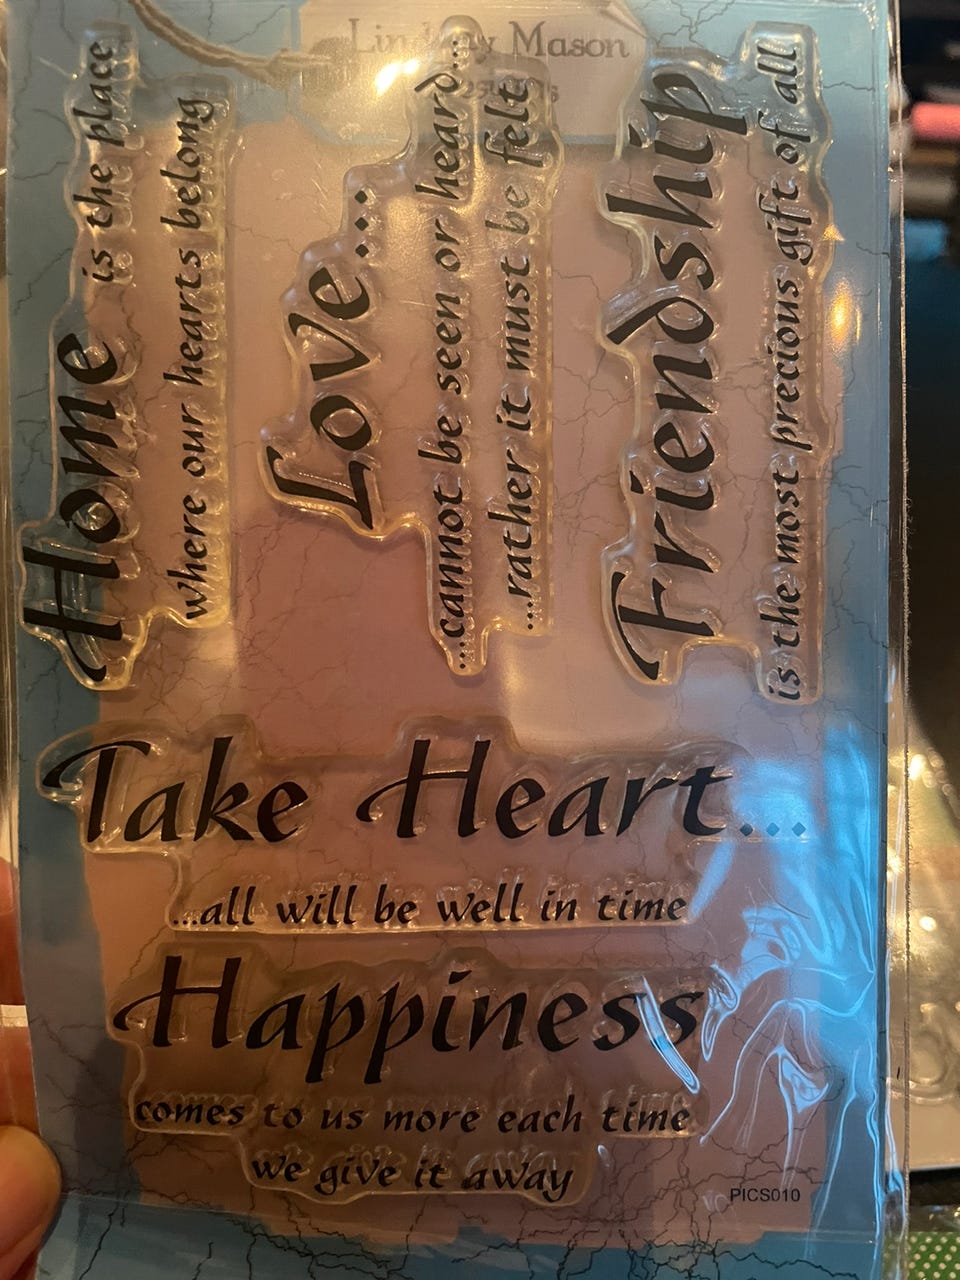 Lindsay Mason
Designs
Home is the place
where our hearts belong
Love...
...cannot be seen or heard...
...rather it must be felt
Friendship
is the most precious gift of all
Take Heart...
...all will be well in time
Happiness
comes to us more each time
we give it away
PICS010